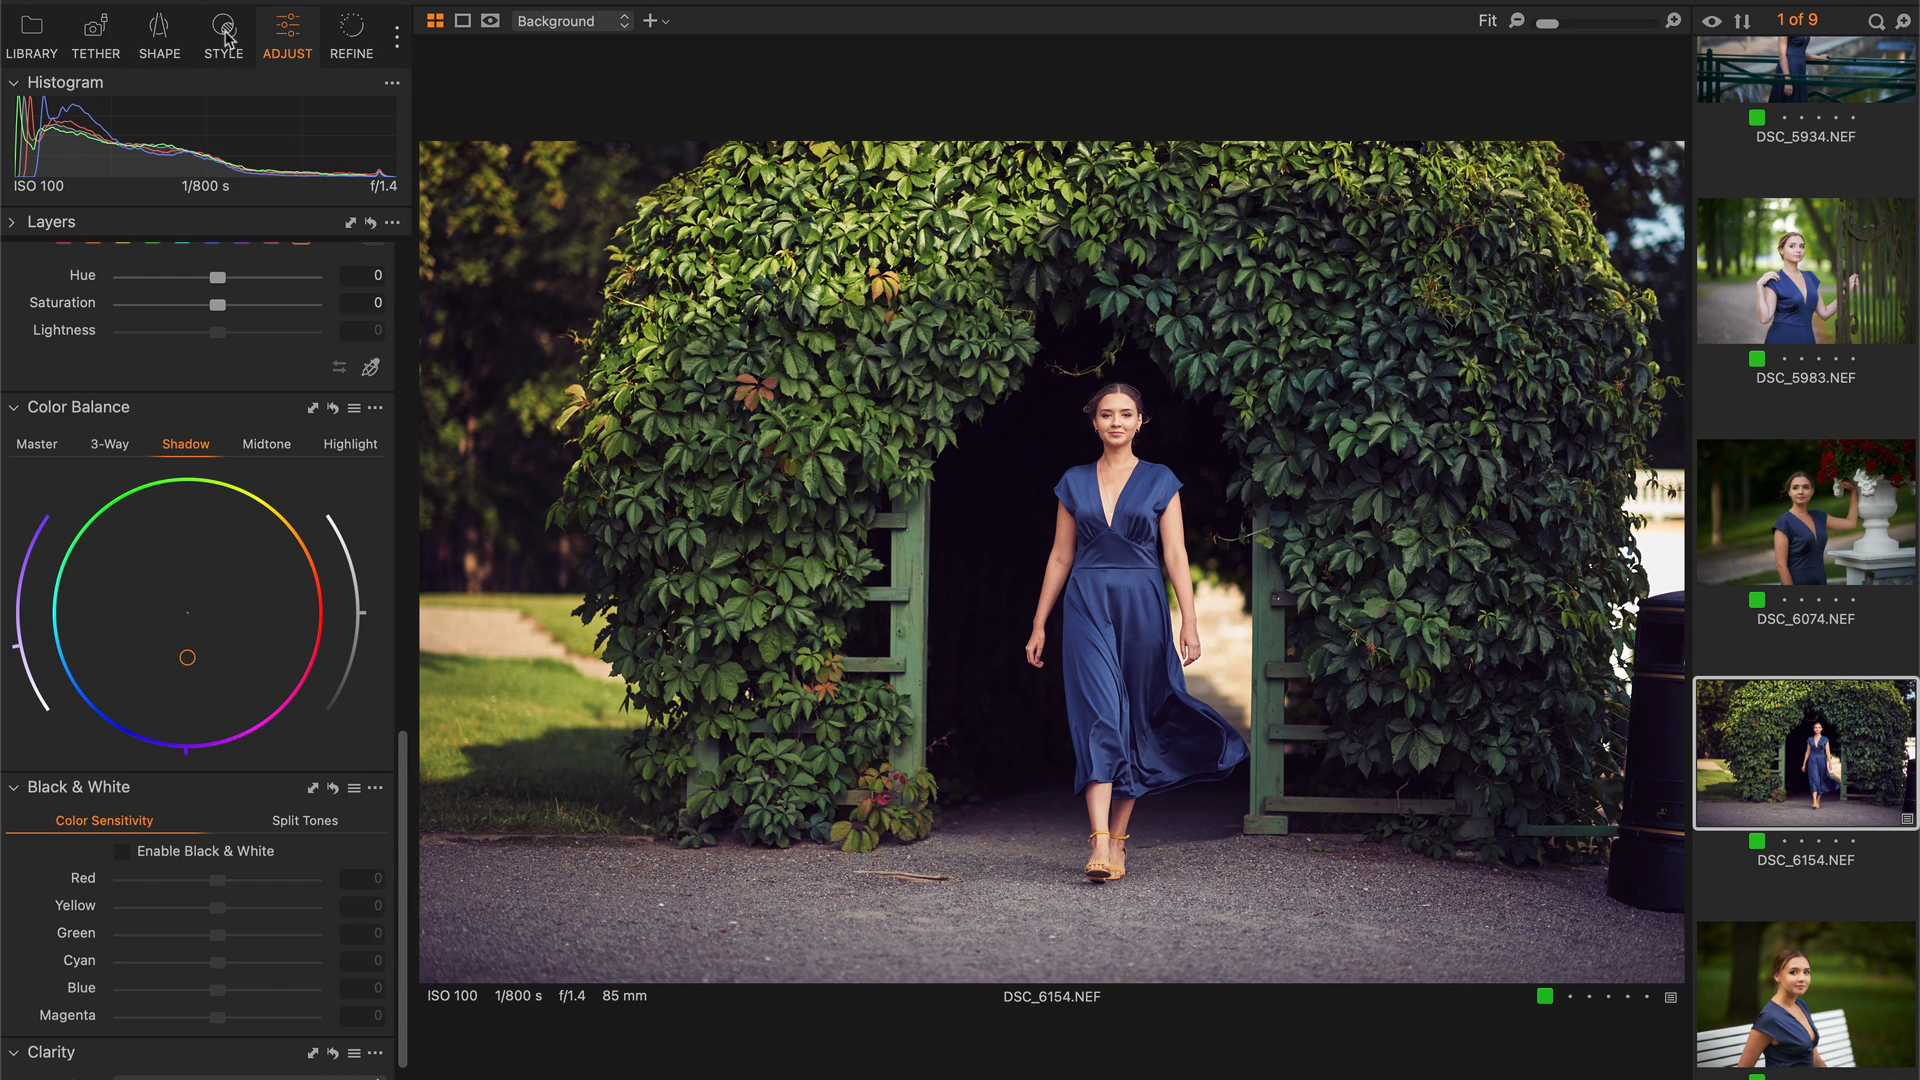 LIBRARY TETHER SHAPE STYLE ADJUST REFINE
Background
Fit
1 of 9
Histogram
ISO 100 1/800 s f/1.4
Layers
Hue 0
Saturation 0
Lightness 0
Color Balance
Master 3-Way Shadow Midtone Highlight
Black & White
Color Sensitivity Split Tones
Enable Black & White
Red 0
Yellow 0
Green 0
Cyan 0
Blue 0
Magenta 0
Clarity
ISO 100 1/800 s f/1.4 85 mm
DSC_6154.NEF
DSC_5934.NEF
DSC_5983.NEF
DSC_6074.NEF
DSC_6154.NEF